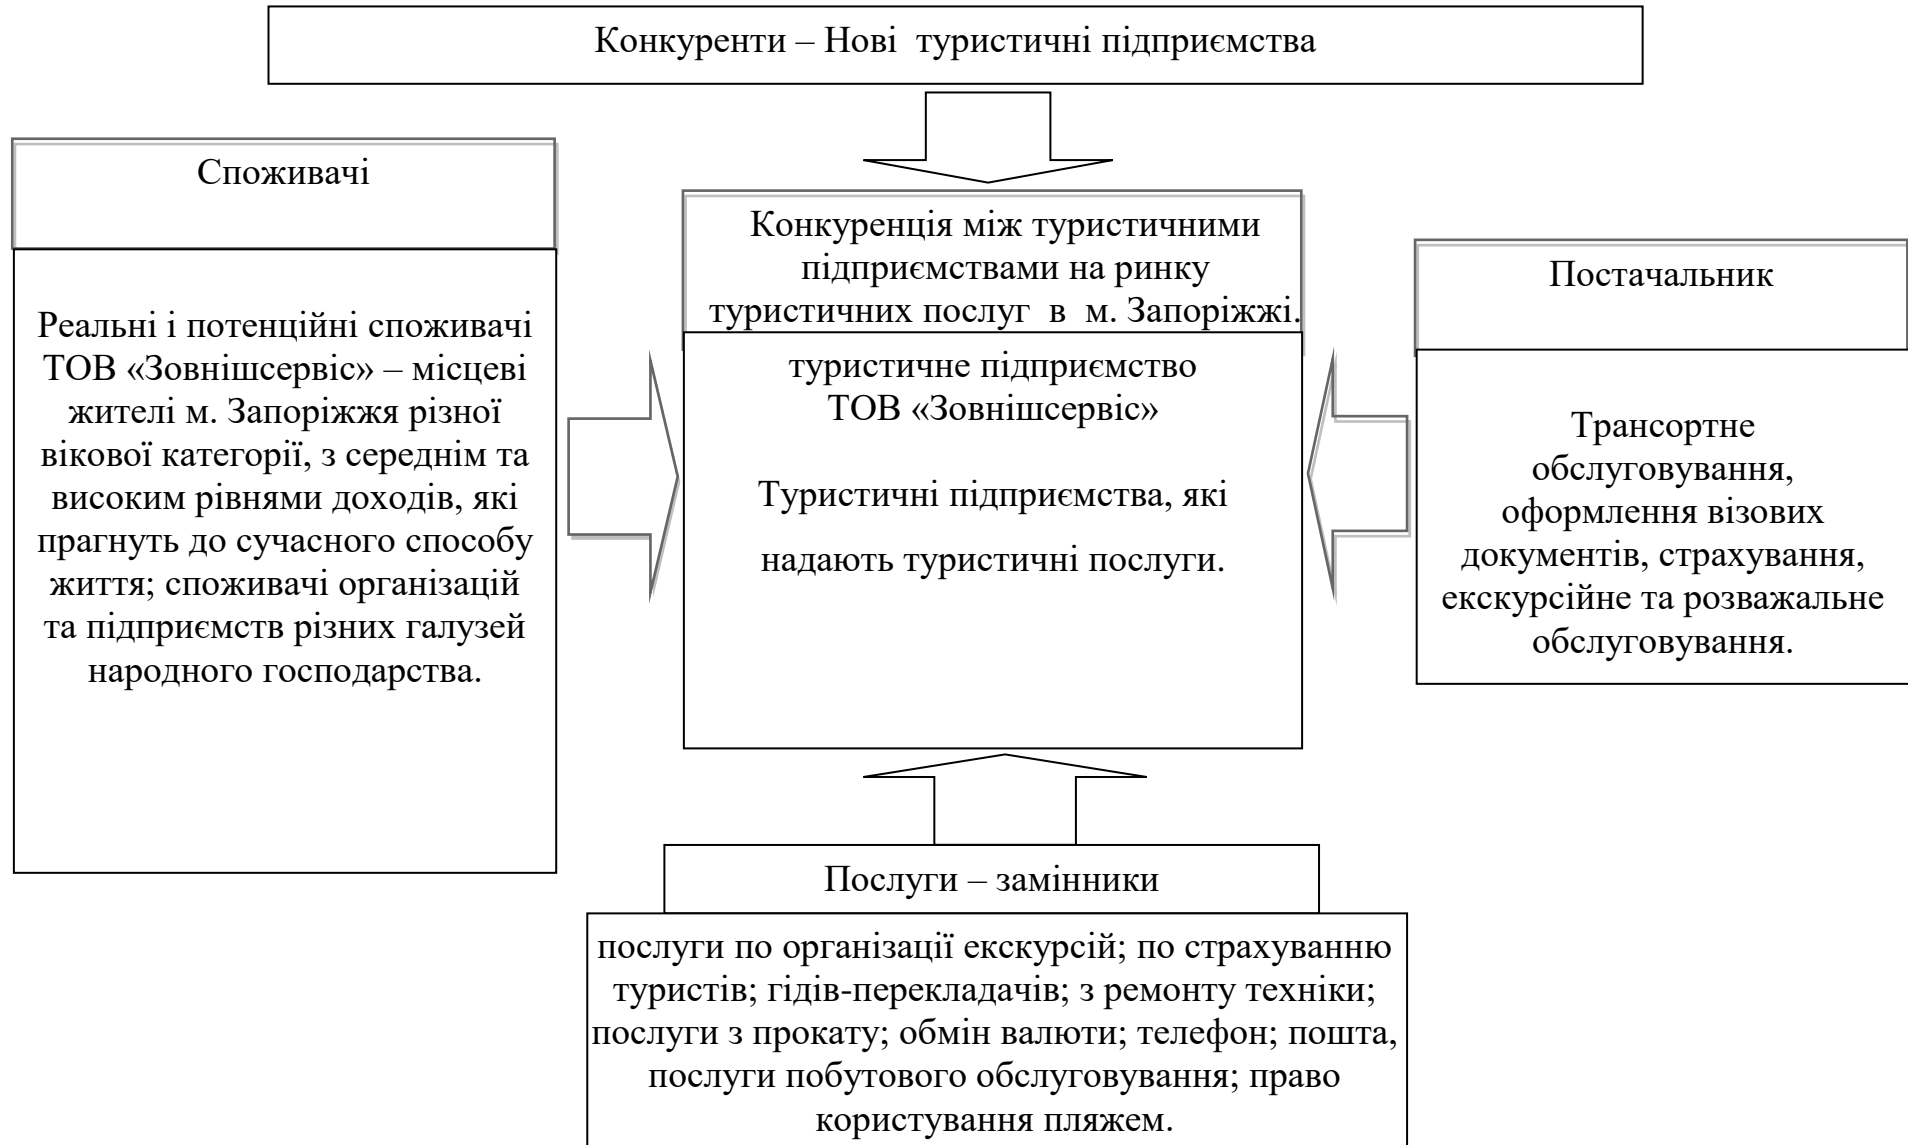 Конкуренти – Нові туристичні підприємства
Споживачі
Реальні і потенційні споживачі
ТОВ «Зовнішсервіс» – місцеві
жителі м. Запоріжжя різної
вікової категорії, з середнім та
високим рівнями доходів, які
прагнуть до сучасного способу
життя; споживачі організацій
та підприємств різних галузей
народного господарства.
Конкуренція між туристичними
підприємствами на ринку
туристичних послуг в м. Запоріжжі.
туристичне підприємство
ТОВ «Зовнішсервіс»
Туристичні підприємства, які
надають туристичні послуги.
Постачальник
Трансортне
обслуговування,
оформлення візових
документів, страхування,
екскурсійне та розважальне
обслуговування.
Послуги – замінники
послуги по організації екскурсій; по страхуванню
туристів; гідів-перекладачів; з ремонту техніки;
послуги з прокату; обмін валюти; телефон; пошта,
послуги побутового обслуговування; право
користування пляжем.